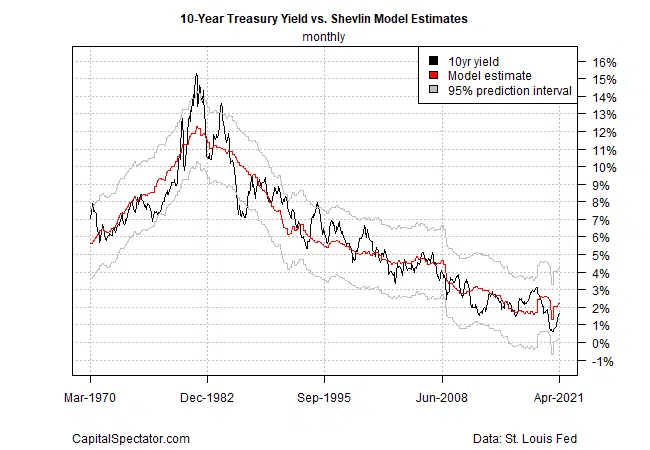 10-Year Treasury Yield vs. Shevlin Model Estimates
monthly
10yr yield
Model estimate
95% prediction interval
16%
15%
14%
13%
12%
11%
10%
9%
8%
7%
6%
5%
4%
3%
2%
1%
0%
-1%
Mar-1970 Dec-1982 Sep-1995 Jun-2008 Apr-2021
CapitalSpectator.com Data: St. Louis Fed